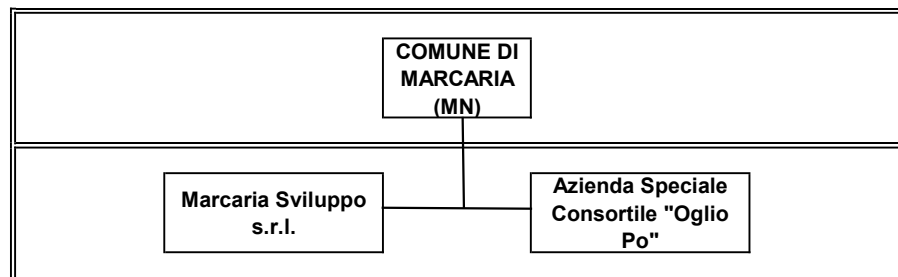 COMUNE DI
MARCARIA
(MN)
Marcaria Sviluppo
s.r.l.
Azienda Speciale
Consortile "Oglio
Po"